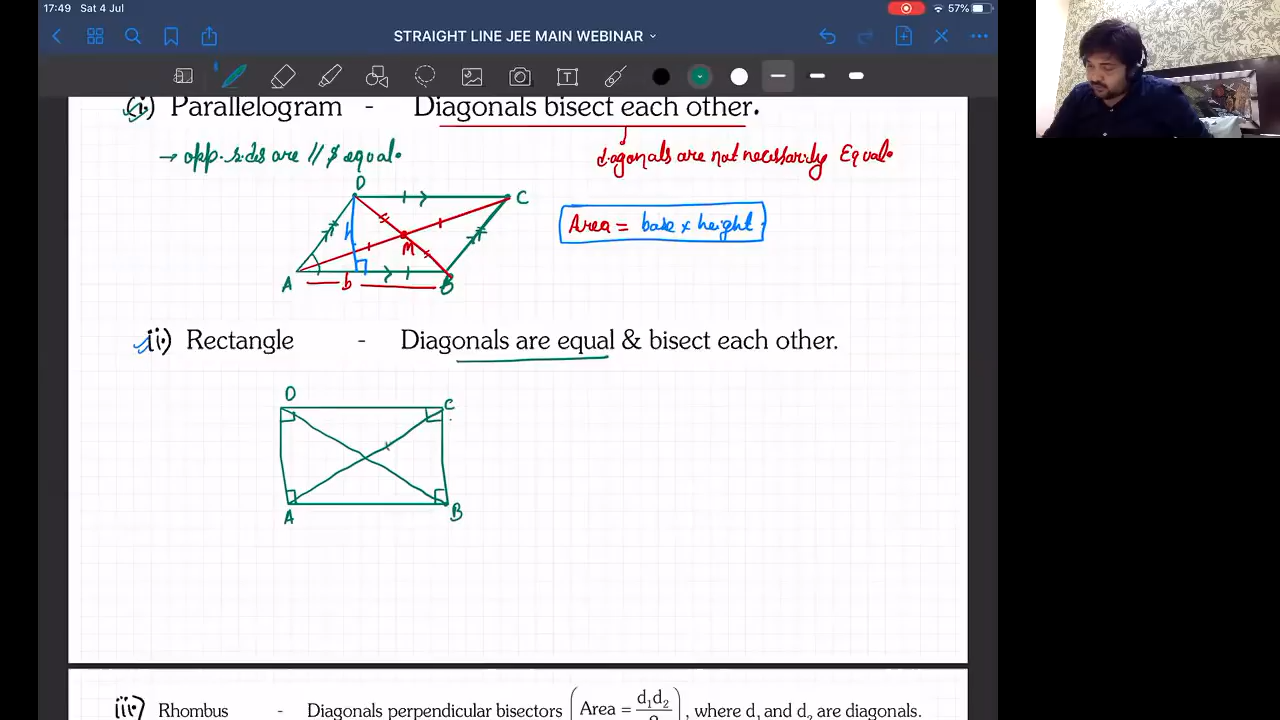 17:49 Sat 4 Jul
57%
STRAIGHT LINE JEE MAIN WEBINAR
(i) Parallelogram - Diagonals bisect each other.
→ opp. sides are // $ equal.
diagonals are not necessarily Equal.
D
C
h
M
A
b
B
Area = base × height.
ii) Rectangle - Diagonals are equal & bisect each other.
D
C
A
B
iii) Rhombus - Diagonals perpendicular bisectors (Area = d₁d₂/2), where d₁ and d₂ are diagonals.